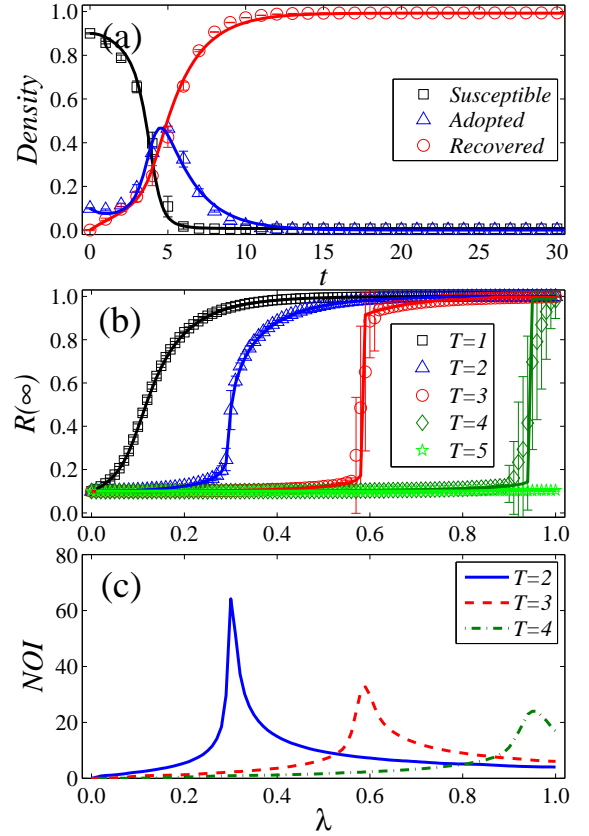 (a)
Density
1.0
0.8
0.6
0.4
0.2
0.0
Susceptible
Adopted
Recovered
0 5 10 15 20 25 30
t
(b)
R(∞)
1.0
0.8
0.6
0.4
0.2
0.0
T=1
T=2
T=3
T=4
T=5
0.0 0.2 0.4 0.6 0.8 1.0
(c)
NOI
80
60
40
20
0
T=2
T=3
T=4
0.0 0.2 0.4 0.6 0.8 1.0
λ